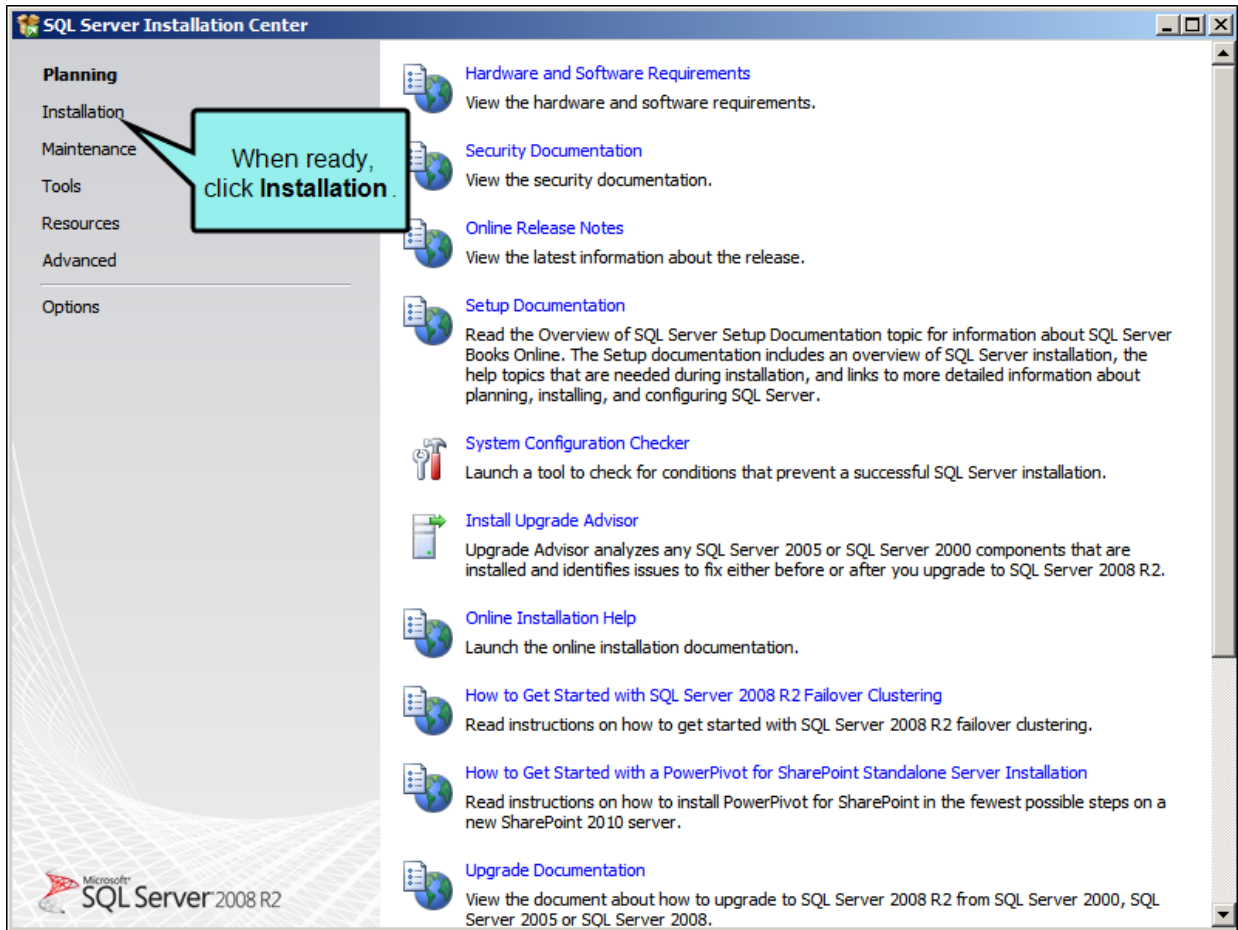 SQL Server Installation Center
Planning
Installation
Maintenance
Tools
Resources
Advanced
Options
When ready,
click Installation .
Hardware and Software Requirements
View the hardware and software requirements.
Security Documentation
View the security documentation.
Online Release Notes
View the latest information about the release.
Setup Documentation
Read the Overview of SQL Server Setup Documentation topic for information about SQL Server
Books Online. The Setup documentation includes an overview of SQL Server installation, the
help topics that are needed during installation, and links to more detailed information about
planning, installing, and configuring SQL Server.
System Configuration Checker
Launch a tool to check for conditions that prevent a successful SQL Server installation.
Install Upgrade Advisor
Upgrade Advisor analyzes any SQL Server 2005 or SQL Server 2000 components that are
installed and identifies issues to fix either before or after you upgrade to SQL Server 2008 R2.
Online Installation Help
Launch the online installation documentation.
How to Get Started with SQL Server 2008 R2 Failover Clustering
Read instructions on how to get started with SQL Server 2008 R2 failover clustering.
How to Get Started with a PowerPivot for SharePoint Standalone Server Installation
Read instructions on how to install PowerPivot for SharePoint in the fewest possible steps on a
new SharePoint 2010 server.
Upgrade Documentation
View the document about how to upgrade to SQL Server 2008 R2 from SQL Server 2000, SQL
Server 2005 or SQL Server 2008.
Microsoft®
SQL Server® 2008 R2